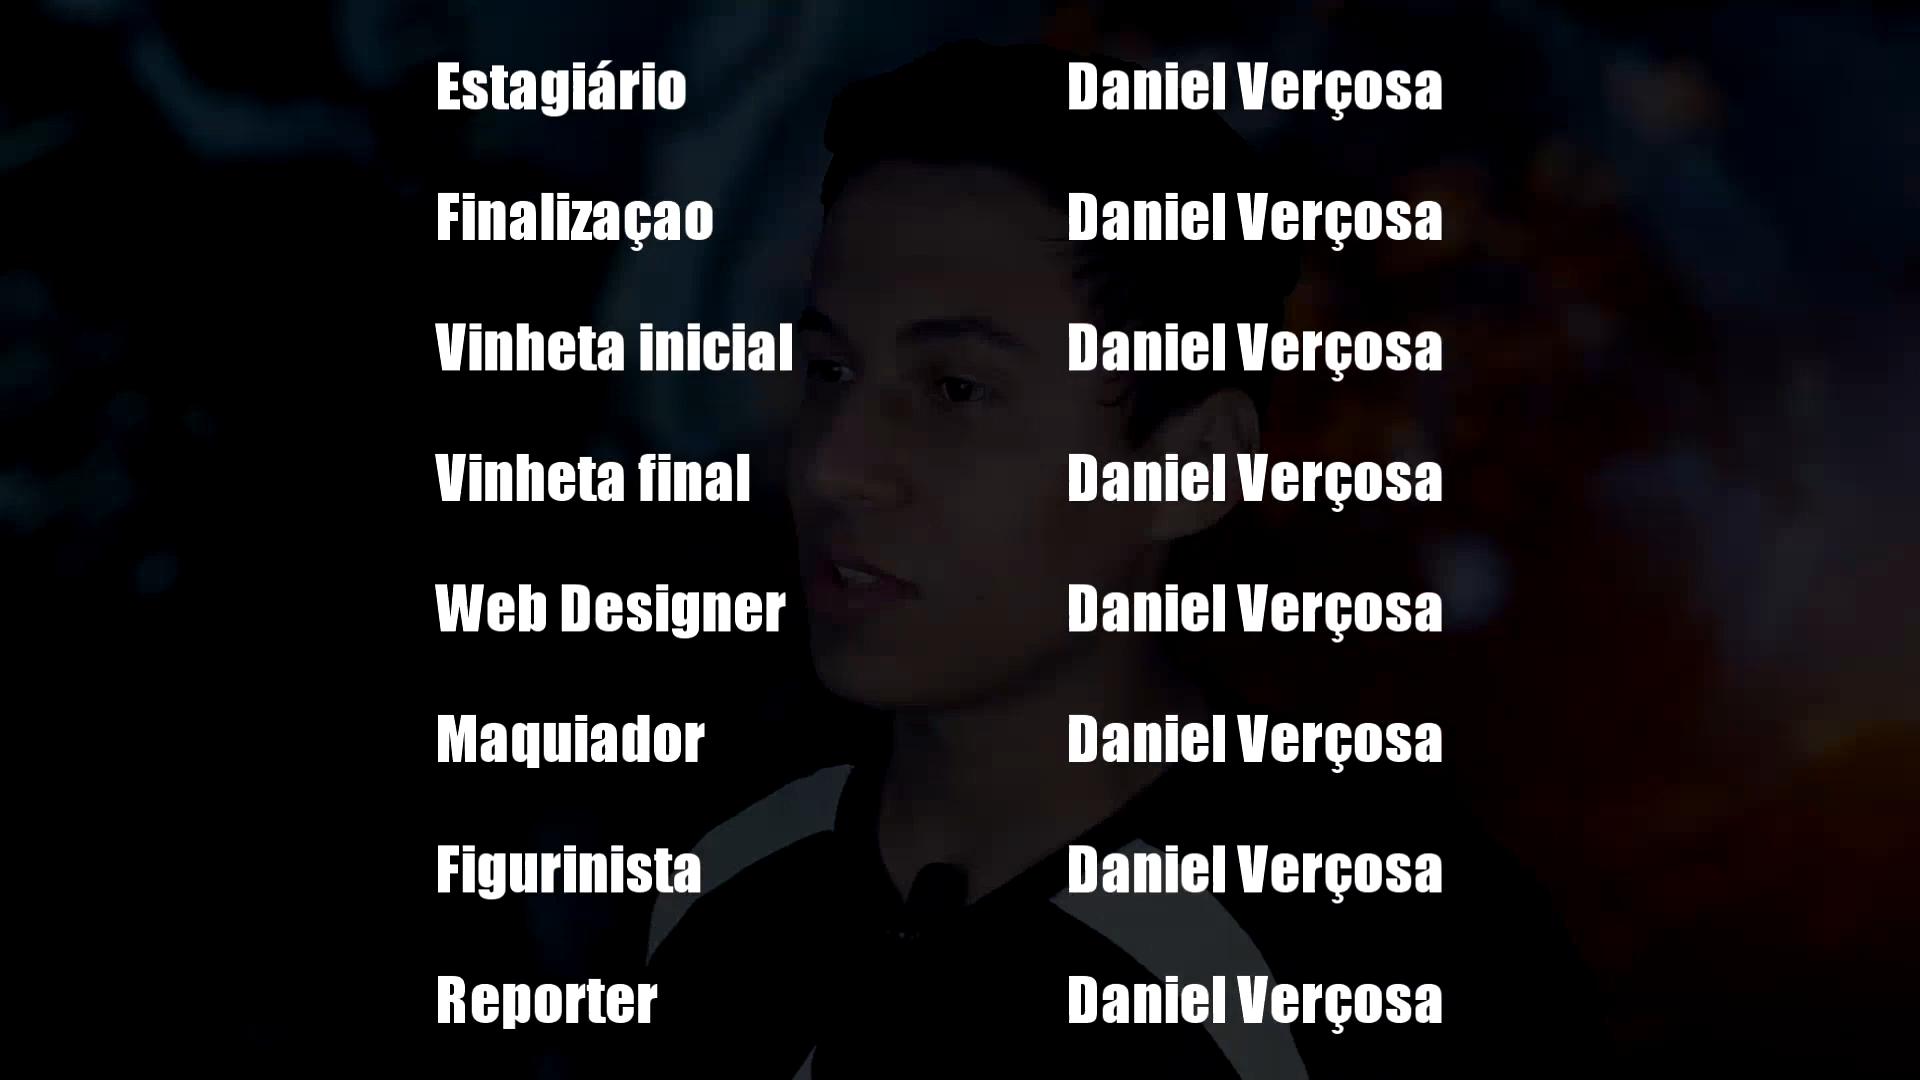 Estagiário Daniel Verçosa
Finalizaçao Daniel Verçosa
Vinheta inicial Daniel Verçosa
Vinheta final Daniel Verçosa
Web Designer Daniel Verçosa
Maquiador Daniel Verçosa
Figurinista Daniel Verçosa
Reporter Daniel Verçosa